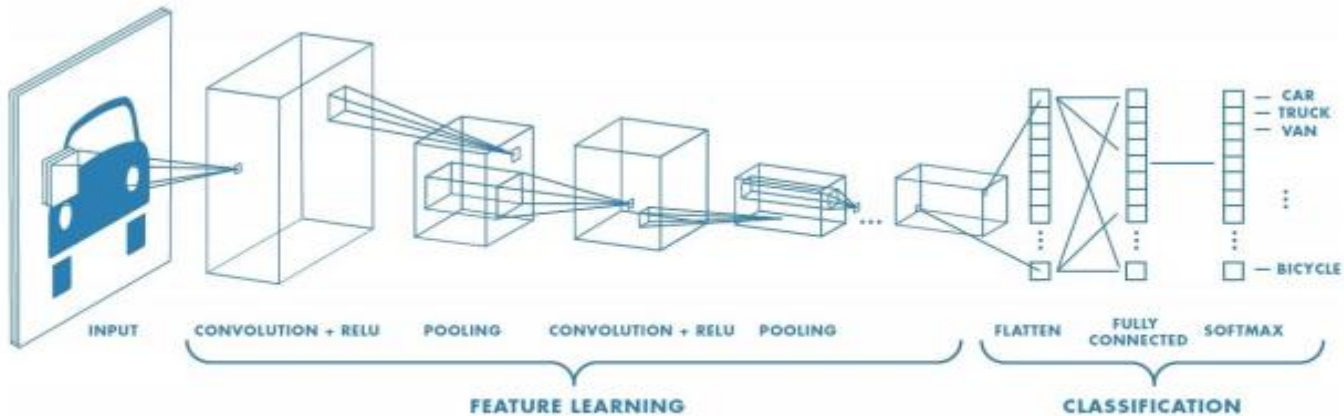 CAR
TRUCK
VAN
BICYCLE
INPUT
CONVOLUTION + RELU
POOLING
CONVOLUTION + RELU
POOLING
FLATTEN
FULLY
CONNECTED
SOFTMAX
FEATURE LEARNING
CLASSIFICATION